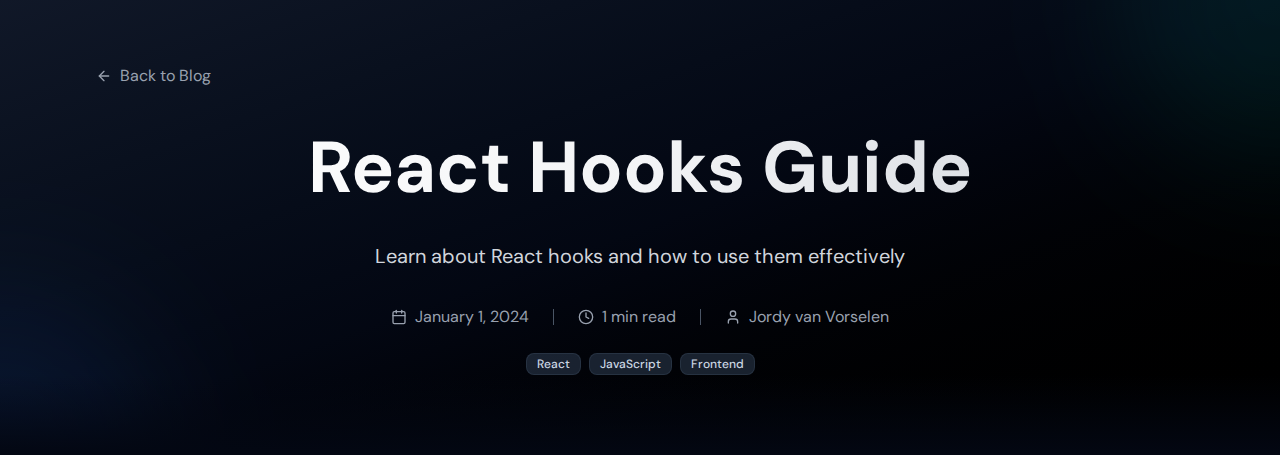 Back to Blog
React Hooks Guide
Learn about React hooks and how to use them effectively
January 1, 2024 1 min read Jordy van Vorselen
React JavaScript Frontend